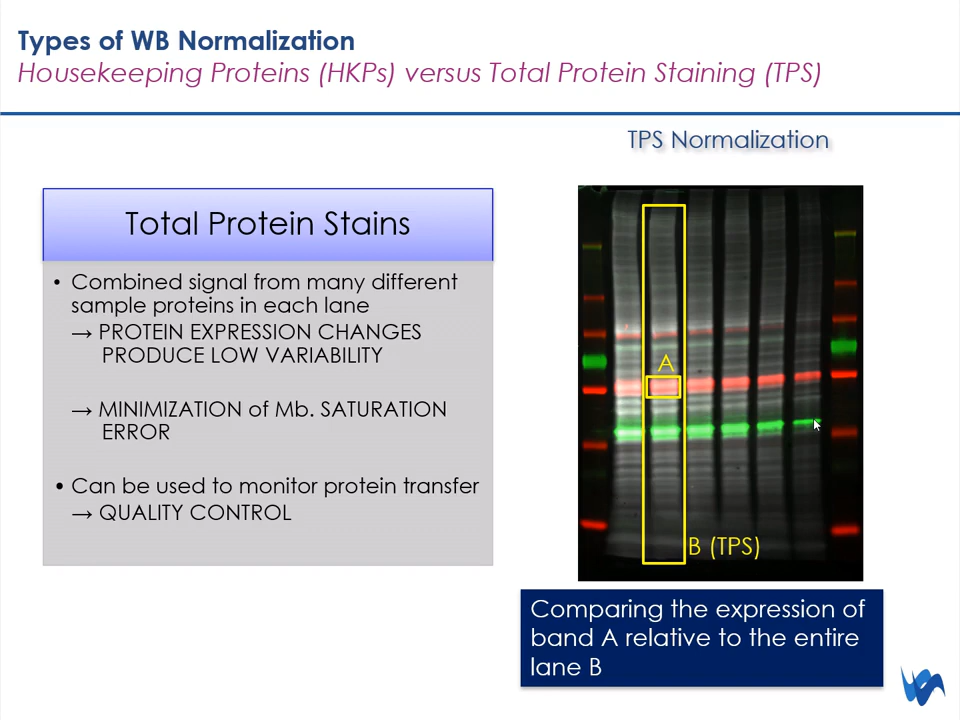 Types of WB Normalization
Housekeeping Proteins (HKPs) versus Total Protein Staining (TPS)
TPS Normalization
Total Protein Stains
• Combined signal from many different
sample proteins in each lane
→ PROTEIN EXPRESSION CHANGES
PRODUCE LOW VARIABILITY
→ MINIMIZATION of Mb. SATURATION
ERROR
• Can be used to monitor protein transfer
→ QUALITY CONTROL
A
B (TPS)
Comparing the expression of
band A relative to the entire
lane B